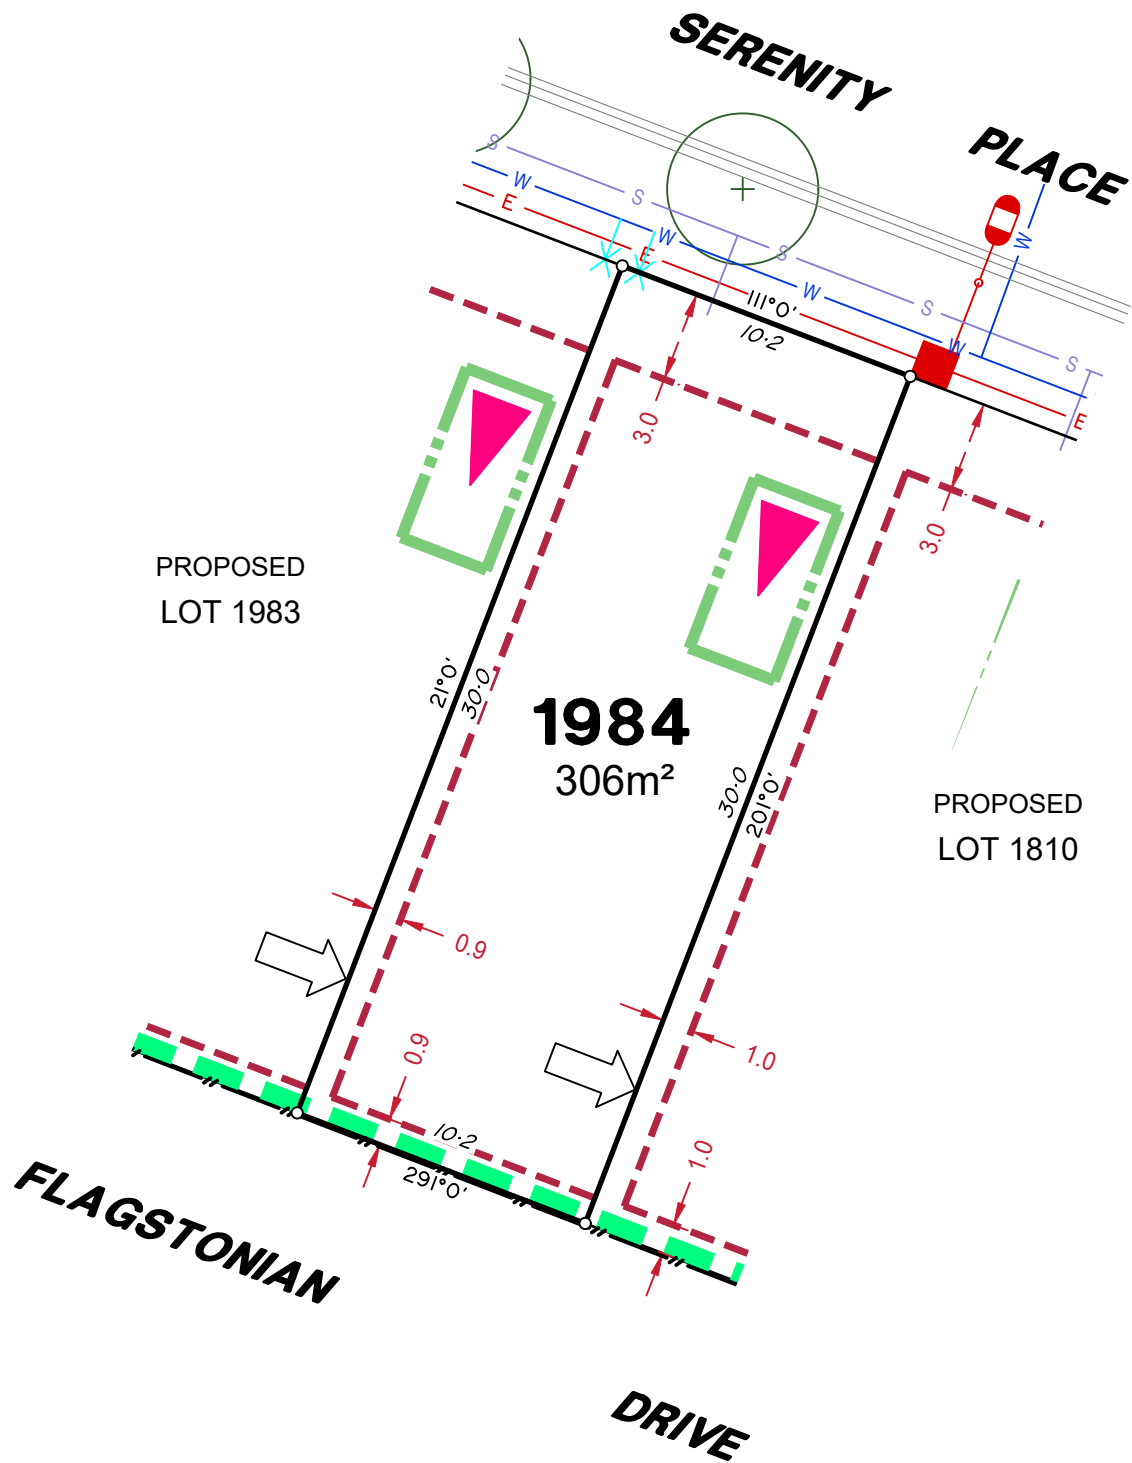 SERENITY
PLACE
S
W
E
S
W
E
S
W
S
W
W
S
E
111°0'
10·2
3.0
3.0
PROPOSED
LOT 1983
21°0'
30·0
1984
306m²
30·0
201°0'
PROPOSED
LOT 1810
0.9
0.9
1.0
1.0
10·2
291°0'
FLAGSTONIAN
DRIVE